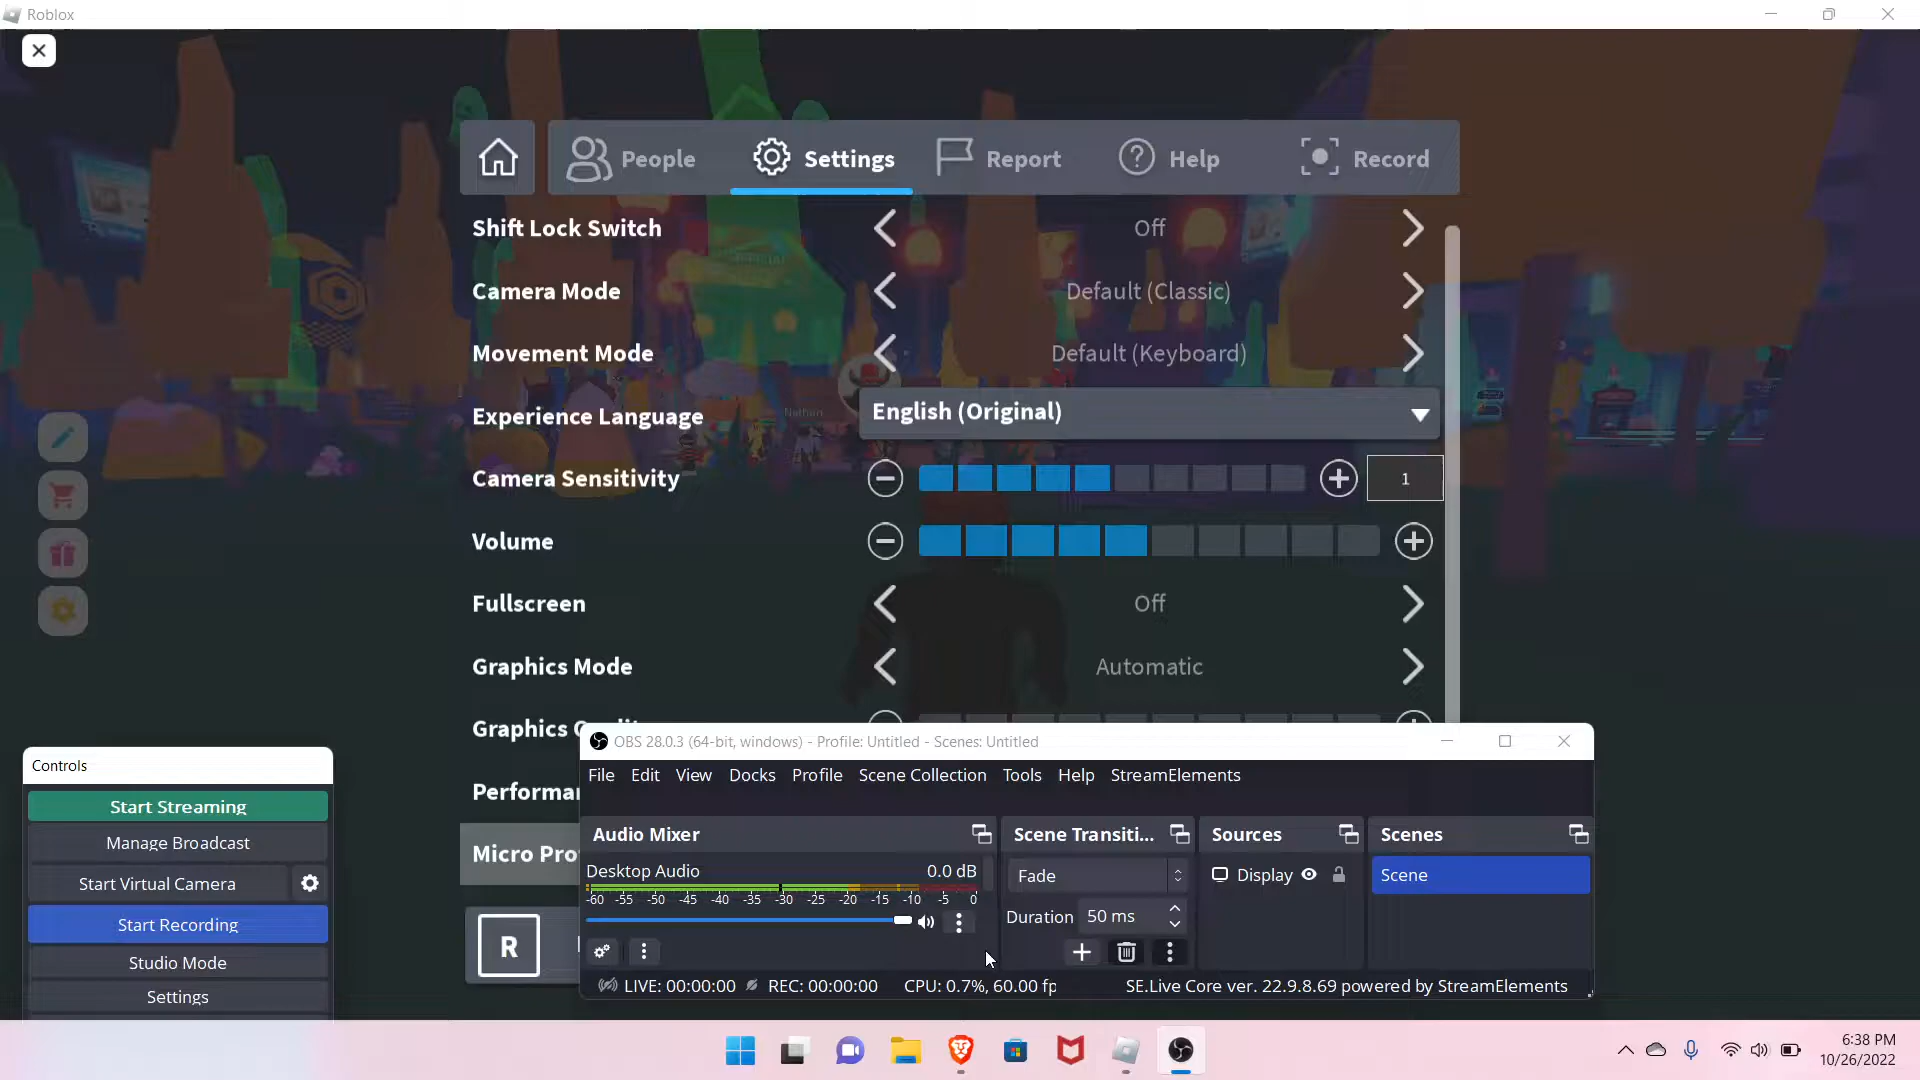 Roblox
People
Settings
Report
Help
Record
Shift Lock Switch
Off
Camera Mode
Default (Classic)
Movement Mode
Default (Keyboard)
Experience Language
English (Original)
Camera Sensitivity
1
Volume
Fullscreen
Off
Graphics Mode
Automatic
Graphics
Micro
R
Controls
Start Streaming
Manage Broadcast
Start Virtual Camera
Start Recording
Studio Mode
Settings
OBS 28.0.3 (64-bit, windows) - Profile: Untitled - Scenes: Untitled
File Edit View Docks Profile Scene Collection Tools Help StreamElements
Audio Mixer
Desktop Audio 0.0 dB
-60 -55 -50 -45 -40 -35 -30 -25 -20 -15 -10 -5 0
Scene Transiti...
Fade
Duration 50 ms
Sources
Display
Scenes
Scene
LIVE: 00:00:00 REC: 00:00:00 CPU: 0.7%, 60.00 fp
SE.Live Core ver. 22.9.8.69 powered by StreamElements
6:38 PM
10/26/2022